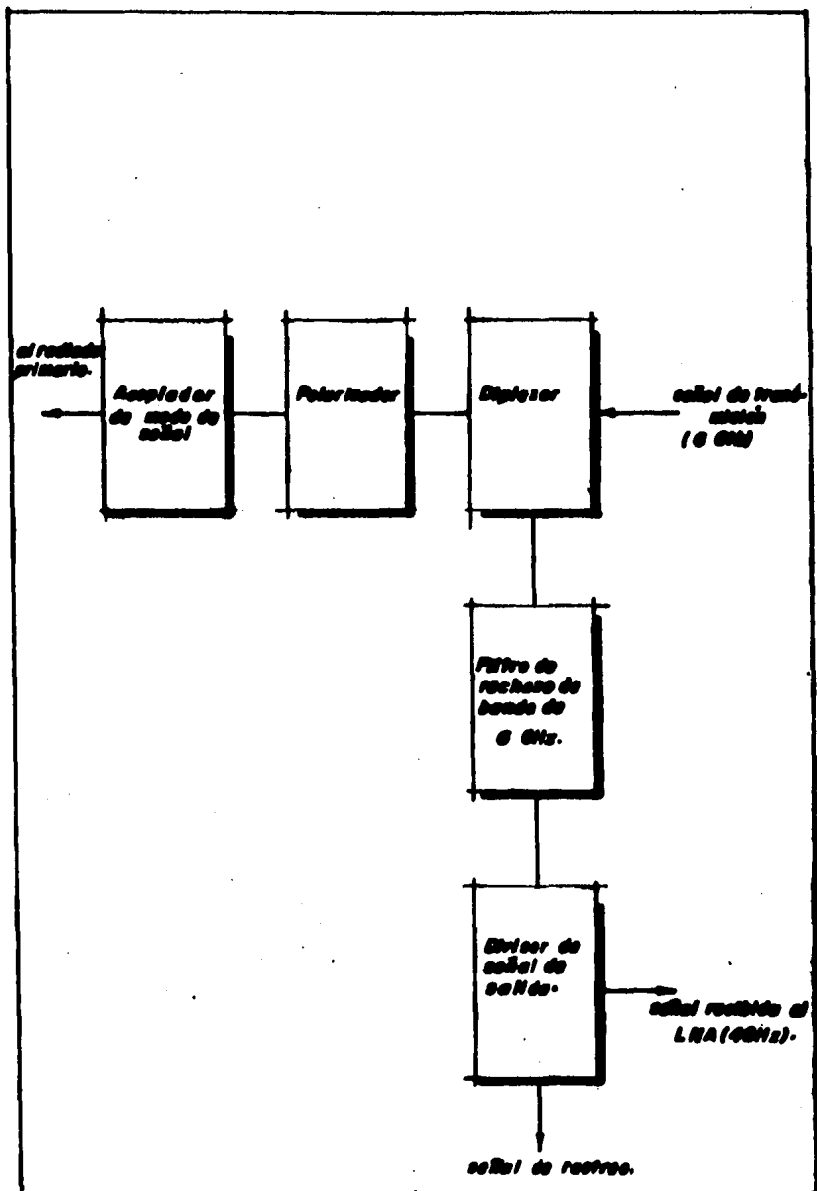 al radiador
primario.
Acoplador
de modo de
señal
Polarizador
Diplexor
señal de trans-
misión
(6 GHz)
Filtro de
rechazo de
banda de
6 GHz.
Divisor de
señal de
salida.
señal recibida al
LNA (4GHz).
señal de rastreo.